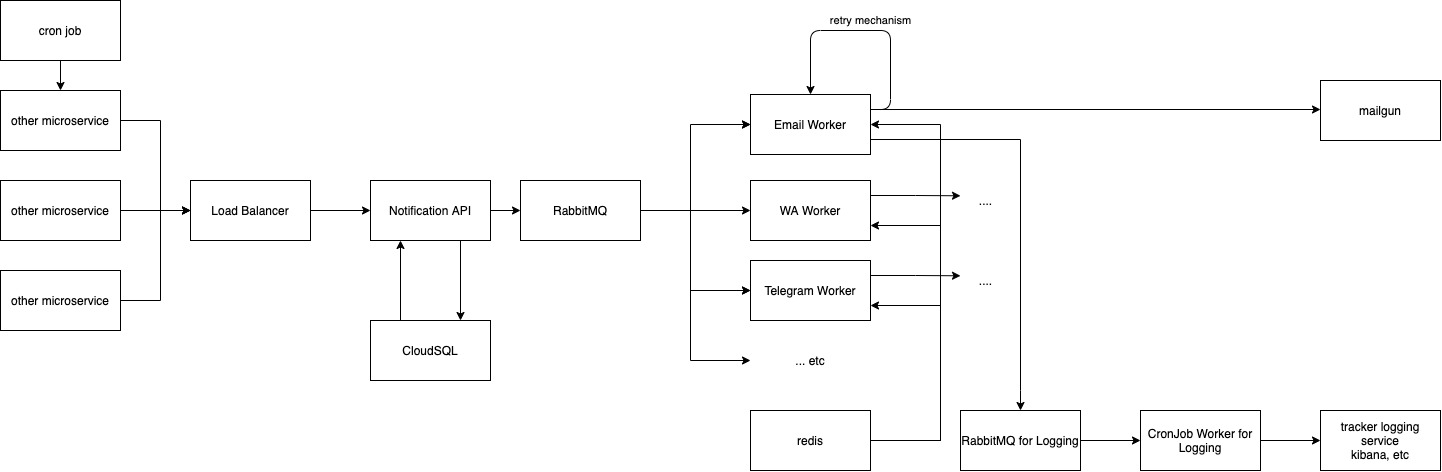 retry mechanism
cron job
other microservice
Email Worker
mailgun
other microservice
Load Balancer
Notification API
RabbitMQ
WA Worker
....
other microservice
Telegram Worker
....
CloudSQL
... etc
redis
RabbitMQ for Logging
CronJob Worker for
Logging
tracker logging
service
kibana, etc